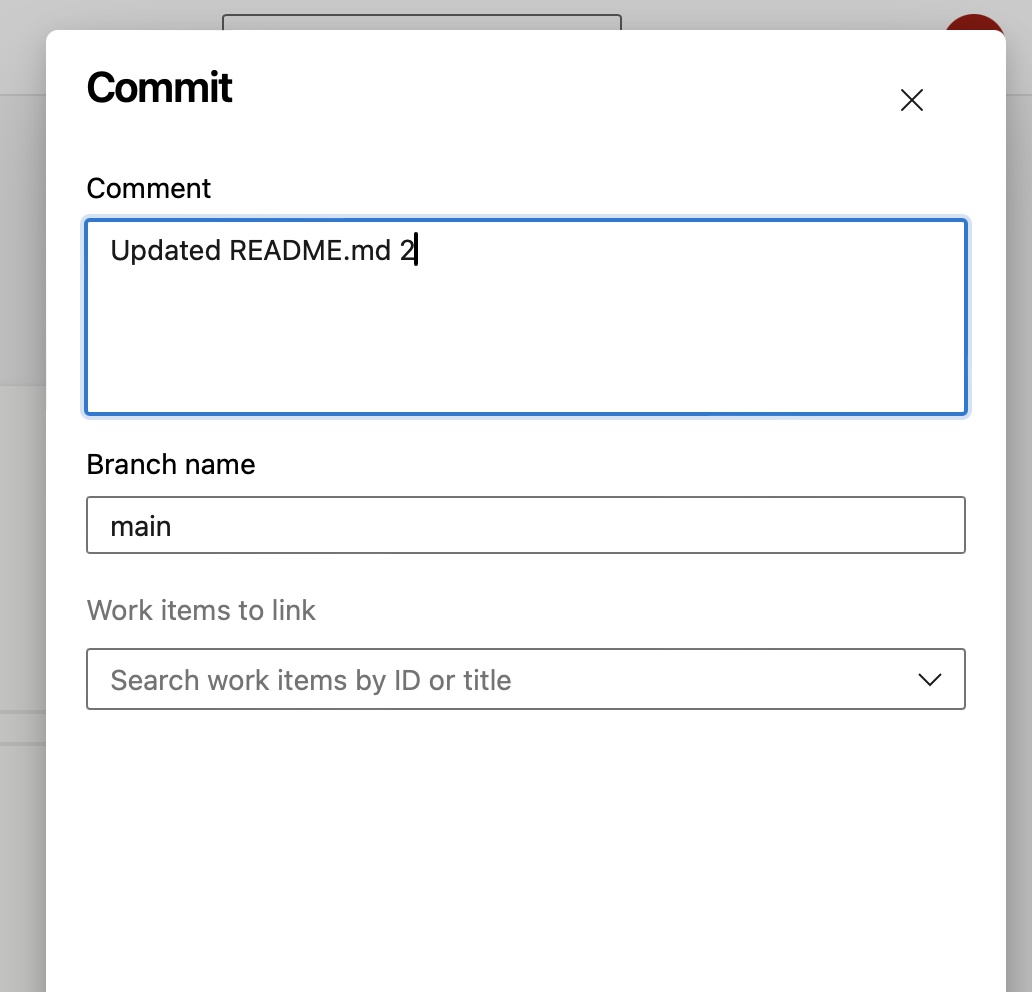 Commit
Comment
Updated README.md 2
Branch name
main
Work items to link
Search work items by ID or title